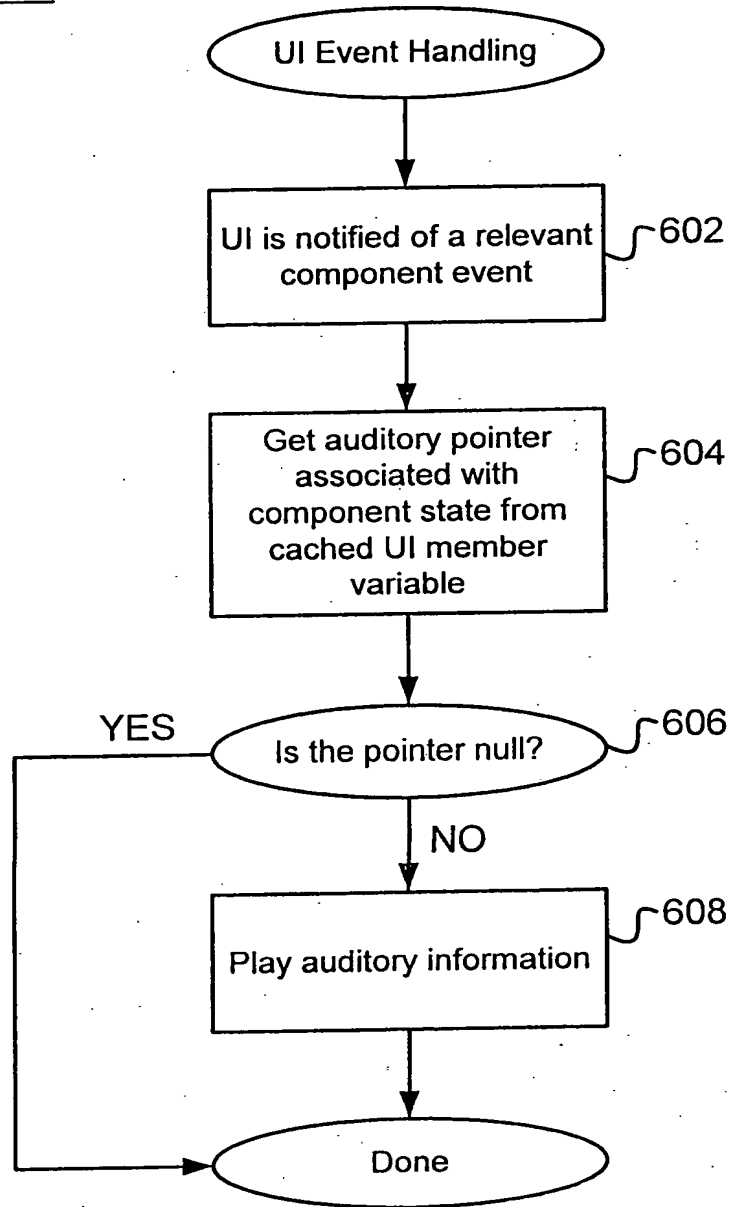 UI Event Handling
UI is notified of a relevant
component event
602
Get auditory pointer
associated with
component state from
cached UI member
variable
604
YES
Is the pointer null?
606
NO
Play auditory information
608
Done